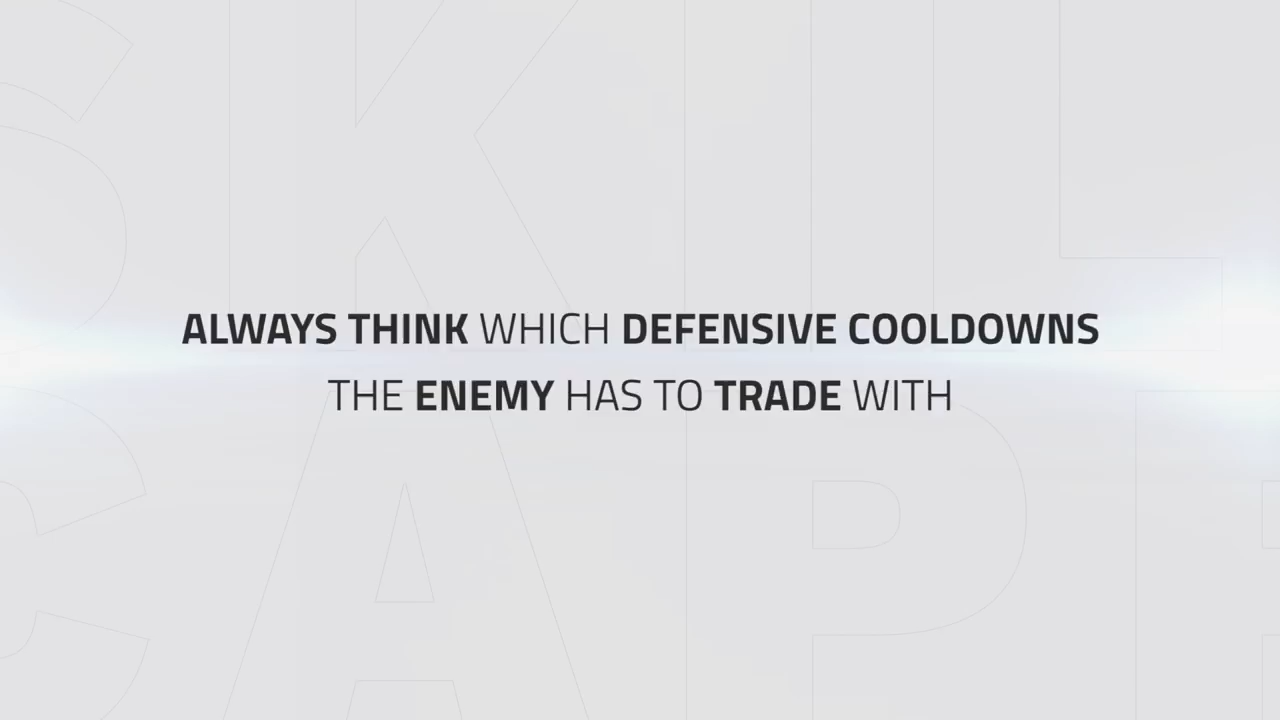 ALWAYS THINK WHICH DEFENSIVE COOLDOWNS
THE ENEMY HAS TO TRADE WITH